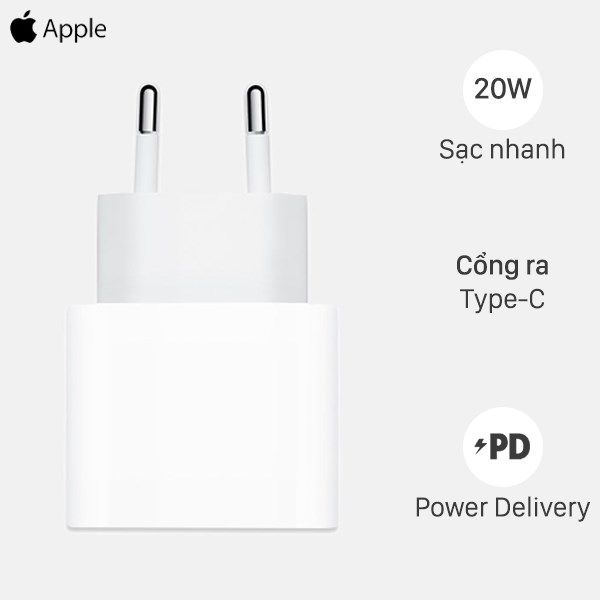 Apple
20W
Sạc nhanh
Cổng ra
Type-C
PD
Power Delivery